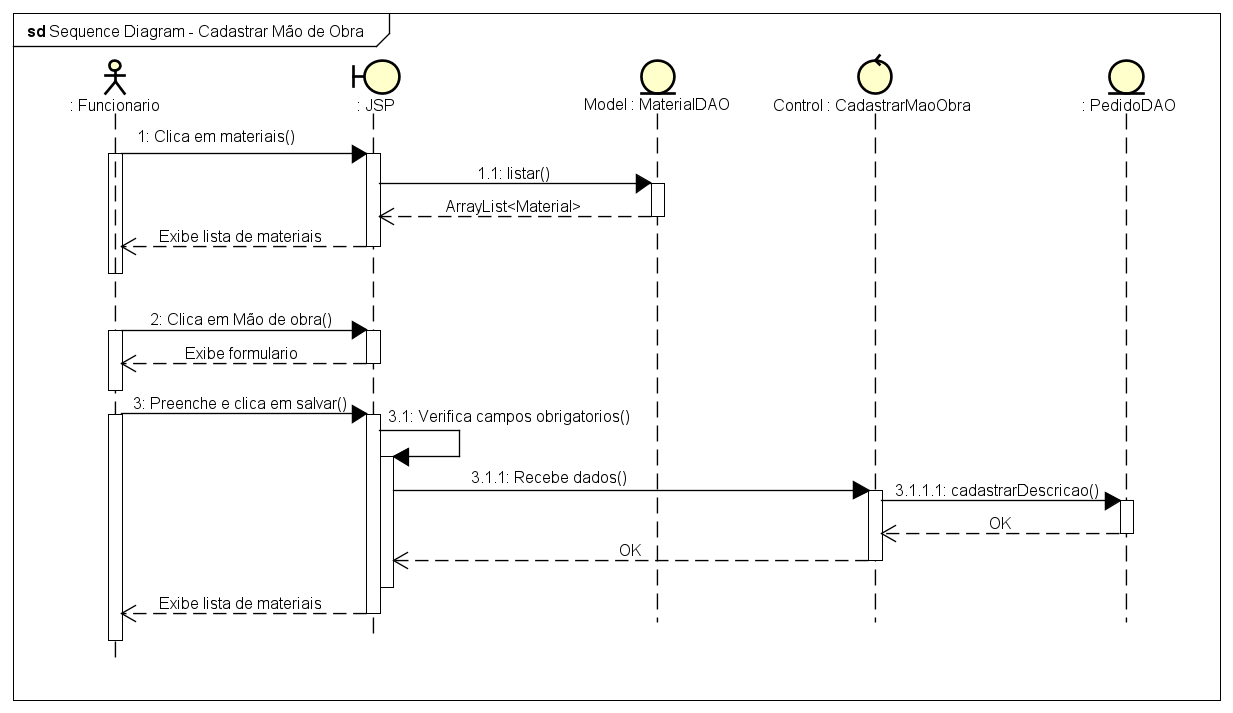 sd Sequence Diagram - Cadastrar Mão de Obra
: Funcionario
: JSP
Model : MaterialDAO
Control : CadastrarMaoObra
: PedidoDAO
1: Clica em materiais()
1.1: listar()
ArrayList<Material>
Exibe lista de materiais
2: Clica em Mão de obra()
Exibe formulario
3: Preenche e clica em salvar()
3.1: Verifica campos obrigatorios()
3.1.1: Recebe dados()
3.1.1.1: cadastrarDescricao()
OK
OK
Exibe lista de materiais